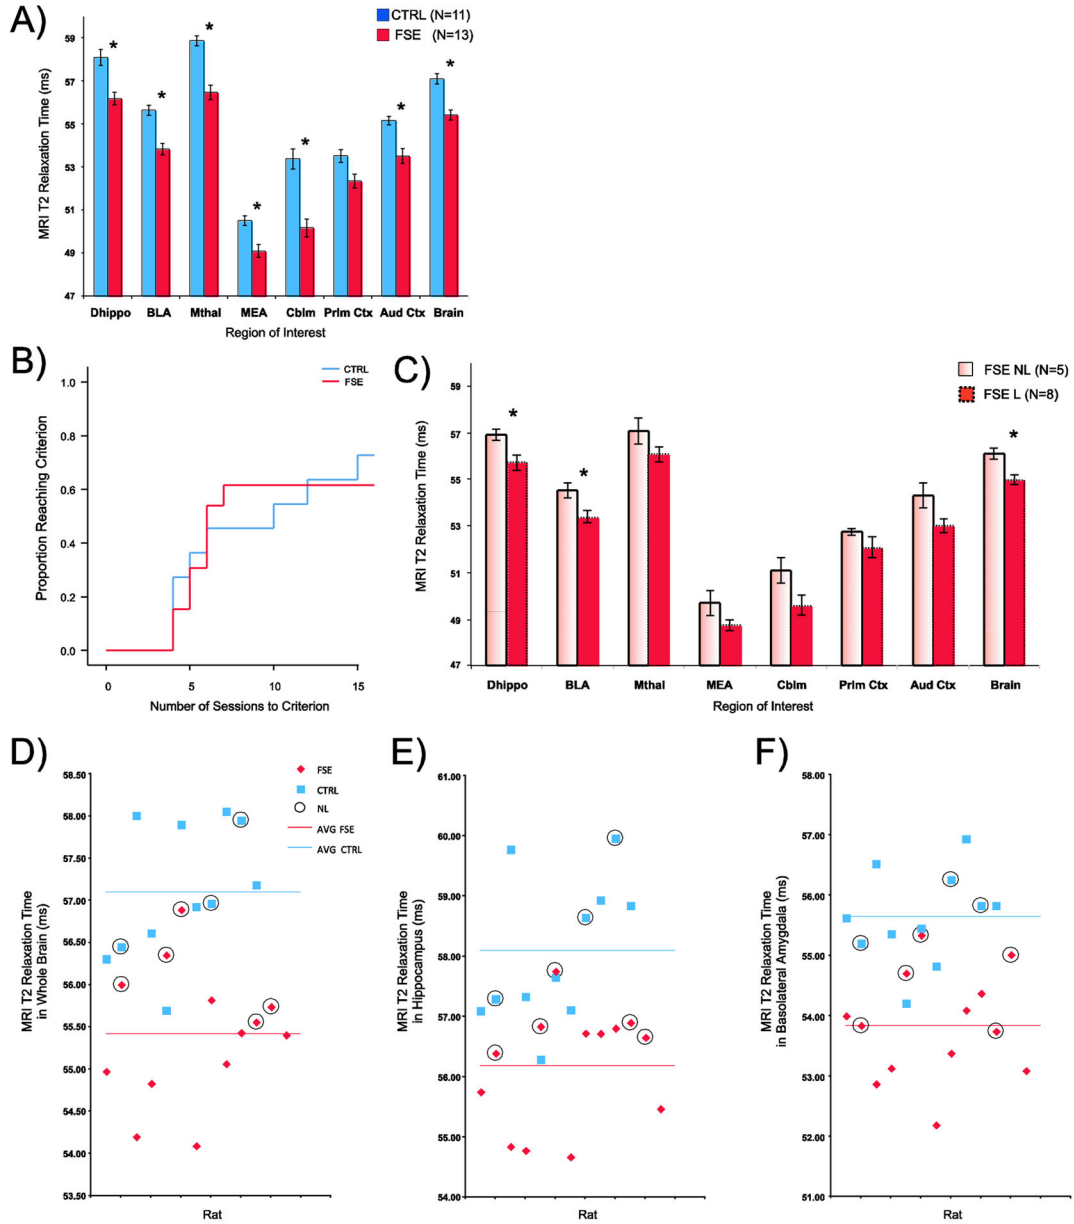 A)
CTRL (N=11)
FSE (N=13)
MRI T2 Relaxation Time (ms)
59
57
55
53
51
49
47
* * * * * * *
Dhippo BLA Mthal MEA Cblm PrIm Ctx Aud Ctx Brain
Region of Interest
B)
CTRL
FSE
Proportion Reaching Criterion
1.0
0.8
0.6
0.4
0.2
0.0
0 5 10 15
Number of Sessions to Criterion
C)
FSE NL (N=5)
FSE L (N=8)
MRI T2 Relaxation Time (ms)
59
57
55
53
51
49
47
* * *
Dhippo BLA Mthal MEA Cblm PrIm Ctx Aud Ctx Brain
Region of Interest
D)
FSE
CTRL
NL
AVG FSE
AVG CTRL
MRI T2 Relaxation Time
in Whole Brain (ms)
58.50
58.00
57.50
57.00
56.50
56.00
55.50
55.00
54.50
54.00
53.50
Rat
E)
MRI T2 Relaxation Time
in Hippocampus (ms)
61.00
60.00
59.00
58.00
57.00
56.00
55.00
54.00
Rat
F)
MRI T2 Relaxation Time
in Basolateral Amygdala (ms)
58.00
57.00
56.00
55.00
54.00
53.00
52.00
51.00
Rat